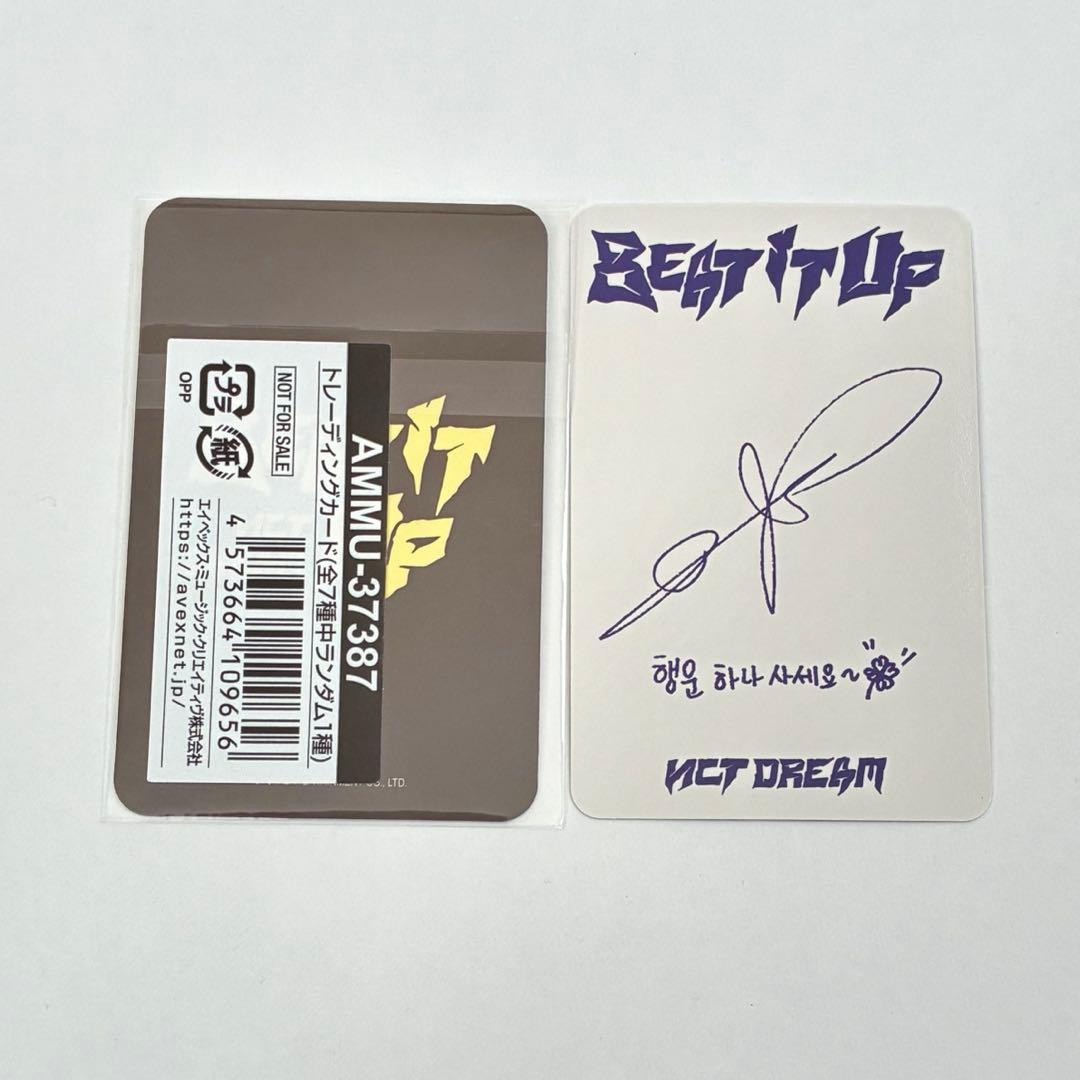 AMMU-37387
トレーディングカード(全7種中ランダム1種)
NOT FOR SALE
プラ
OPP
紙
4 573664 109656
エイベックス・ミュージック・クリエイティヴ株式会社
https://avexnet.jp/
CO., LTD.
BEAT IT UP
행운 하나 사세요~
NCT DREAM